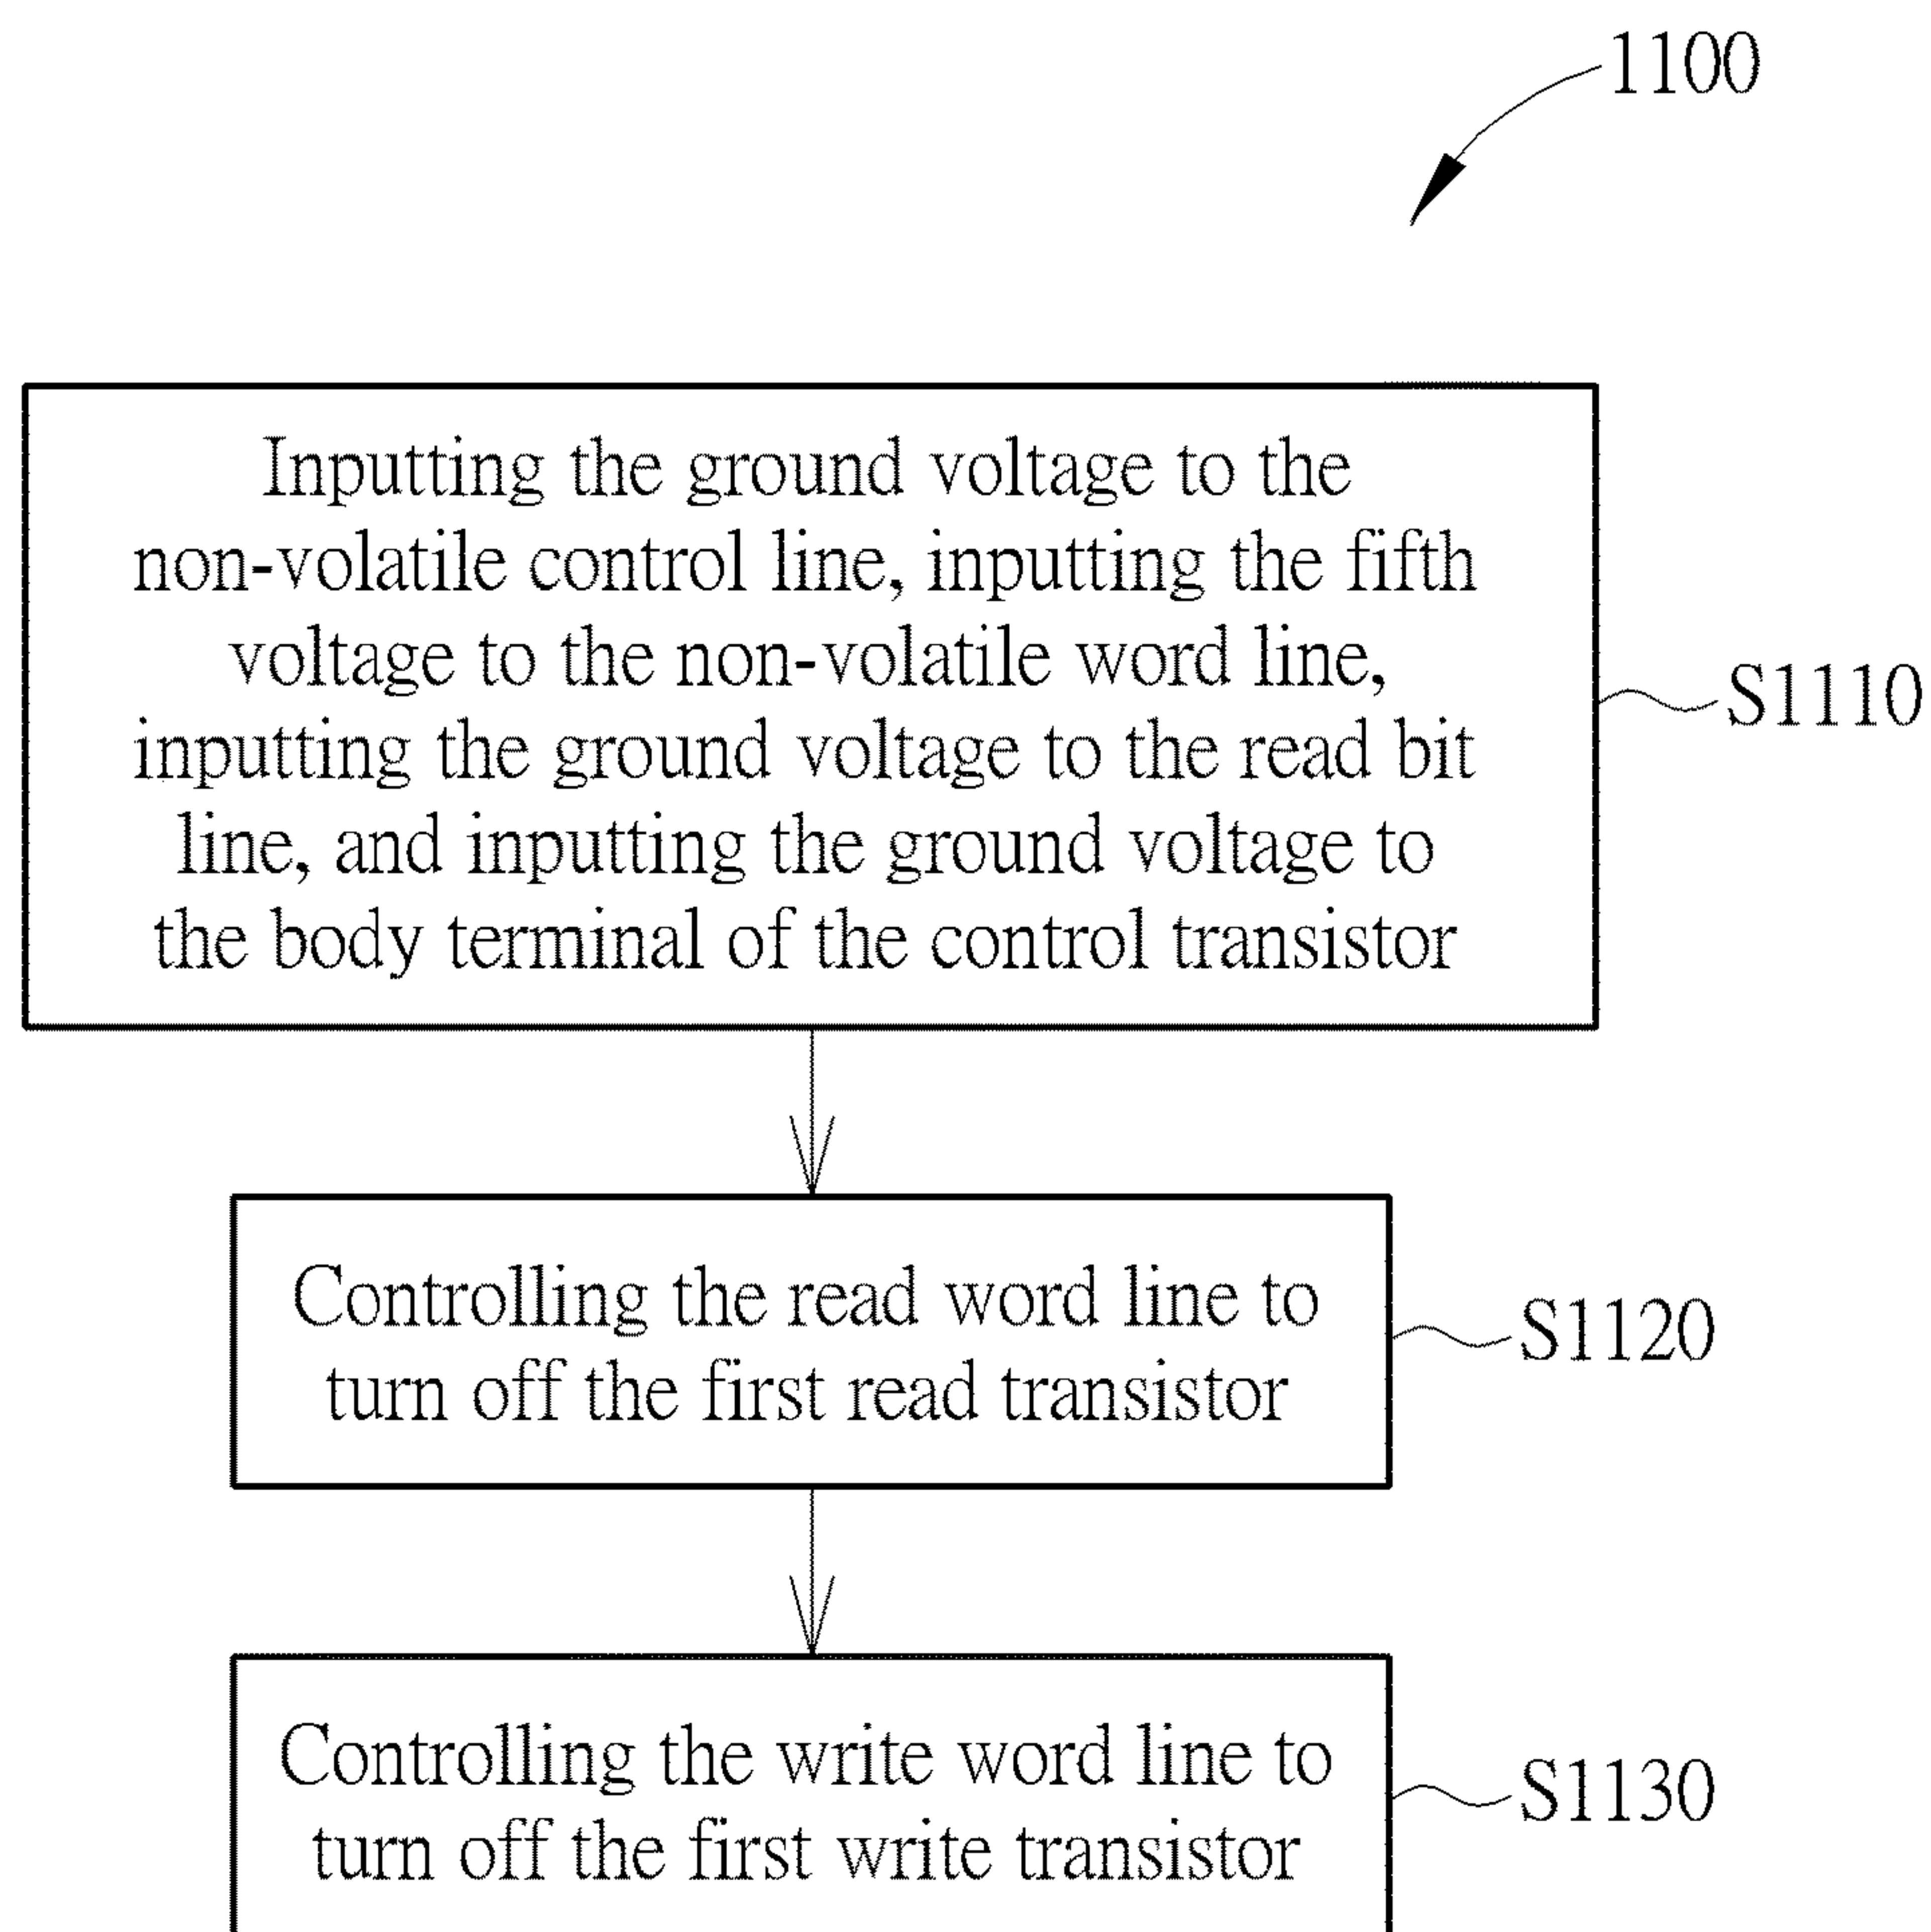 1100
Inputting the ground voltage to the
non-volatile control line, inputting the fifth
voltage to the non-volatile word line,
inputting the ground voltage to the read bit
line, and inputting the ground voltage to
the body terminal of the control transistor
S1110
Controlling the read word line to
turn off the first read transistor
S1120
Controlling the write word line to
turn off the first write transistor
S1130